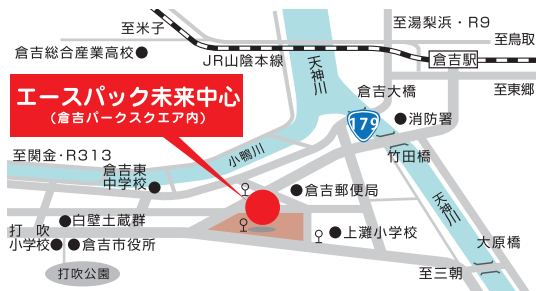 至米子
至湯梨浜・R9
至鳥取
倉吉総合産業高校
JR山陰本線
倉吉駅
天神川
至東郷
エースパック未来中心
(倉吉パークスクエア内)
倉吉大橋
179
消防署
竹田橋
至関金・R313
小鴨川
倉吉東
中学校
倉吉郵便局
天神川
白壁土蔵群
打吹
小学校
倉吉市役所
上灘小学校
大原橋
打吹公園
至三朝